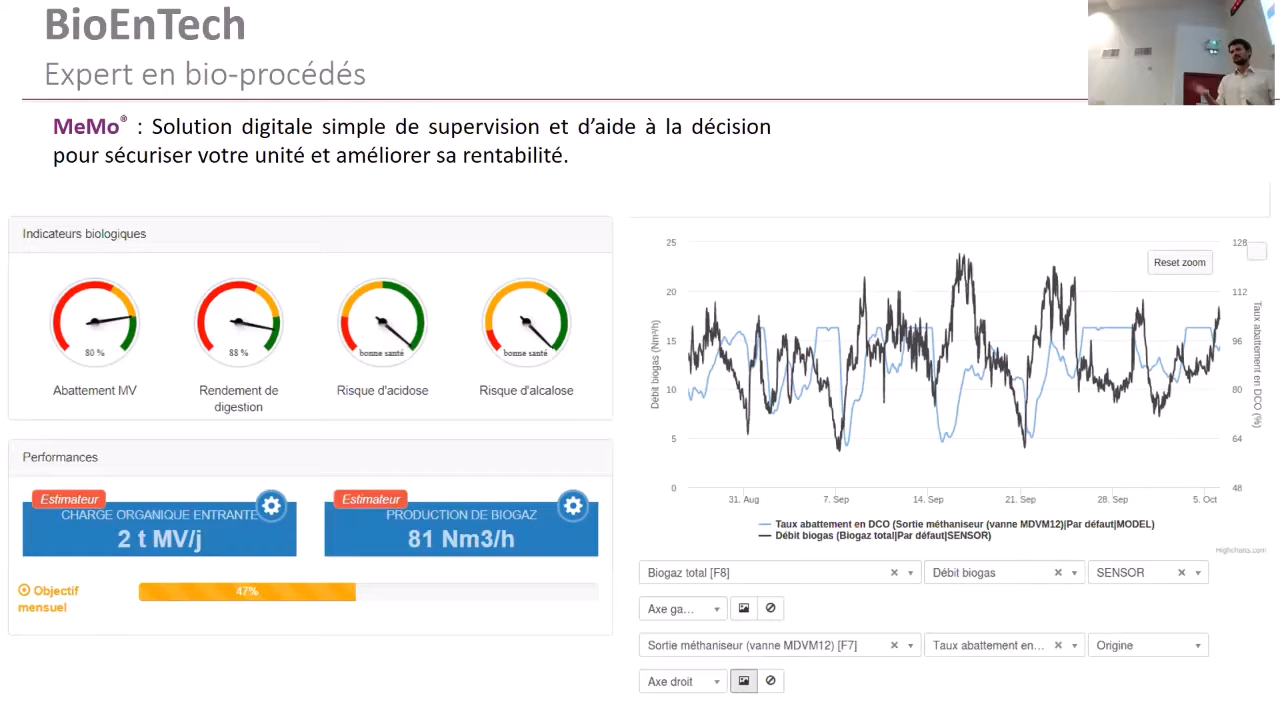 BioEnTech
Expert en bio-procédés
MeMo® : Solution digitale simple de supervision et d'aide à la décision
pour sécuriser votre unité et améliorer sa rentabilité.
Indicateurs biologiques
80 %
88 %
bonne santé
bonne santé
Abattement MV
Rendement de
digestion
Risque d'acidose
Risque d'alcalose
Performances
Estimateur
CHARGE ORGANIQUE ENTRANTE
2 t MV/j
Estimateur
PRODUCTION DE BIOGAZ
81 Nm3/h
Objectif
mensuel
47%
Reset zoom
Débit biogas (Nm³/h)
25
20
15
10
5
0
128
112
96
80
64
48
Taux abattement en DCO (%)
31. Aug
7. Sep
14. Sep
21. Sep
28. Sep
5. Oct
Taux abattement en DCO (Sortie méthaniseur (vanne MDVM12)|Par défaut|MODEL)
Débit biogas (Biogaz total|Par défaut|SENSOR)
Highcharts.com
Biogaz total [F8]
Débit biogas
SENSOR
Axe ga...
Sortie méthaniseur (vanne MDVM12) [F7]
Taux abattement en...
Origine
Axe droit